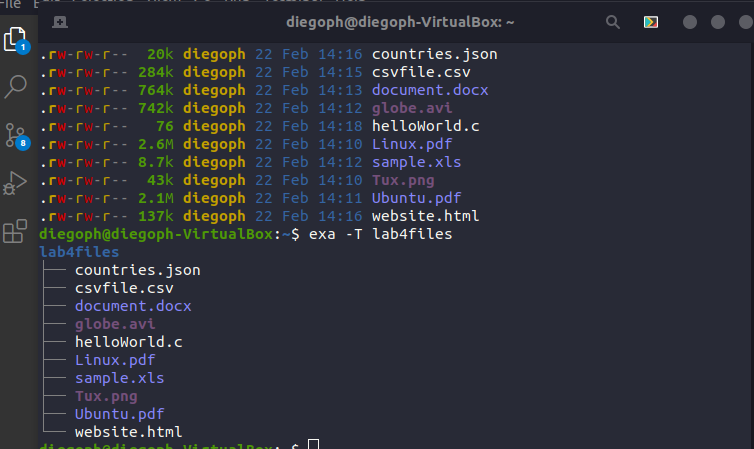 File
diegoph@diegoph-VirtualBox: ~
1
8
.rw-rw-r-- 20k diegoph 22 Feb 14:16 countries.json
.rw-rw-r-- 284k diegoph 22 Feb 14:15 csvfile.csv
.rw-rw-r-- 764k diegoph 22 Feb 14:13 document.docx
.rw-rw-r-- 742k diegoph 22 Feb 14:12 globe.avi
.rw-rw-r-- 76 diegoph 22 Feb 14:18 helloWorld.c
.rw-rw-r-- 2.6M diegoph 22 Feb 14:10 Linux.pdf
.rw-rw-r-- 8.7k diegoph 22 Feb 14:12 sample.xls
.rw-rw-r-- 43k diegoph 22 Feb 14:10 Tux.png
.rw-rw-r-- 2.1M diegoph 22 Feb 14:11 Ubuntu.pdf
.rw-rw-r-- 137k diegoph 22 Feb 14:16 website.html
diegoph@diegoph-VirtualBox:~$ exa -T lab4files
lab4files
├── countries.json
├── csvfile.csv
├── document.docx
├── globe.avi
├── helloWorld.c
├── Linux.pdf
├── sample.xls
├── Tux.png
├── Ubuntu.pdf
└── website.html
diegoph@diegoph-VirtualBox:~$